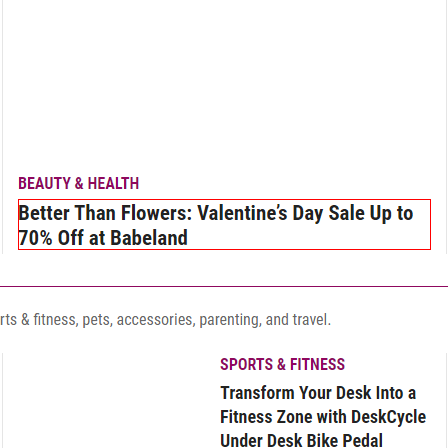 BEAUTY & HEALTH
Better Than Flowers: Valentine’s Day Sale Up to
70% Off at Babeland
rts & fitness, pets, accessories, parenting, and travel.
SPORTS & FITNESS
Transform Your Desk Into a
Fitness Zone with DeskCycle
Under Desk Bike Pedal